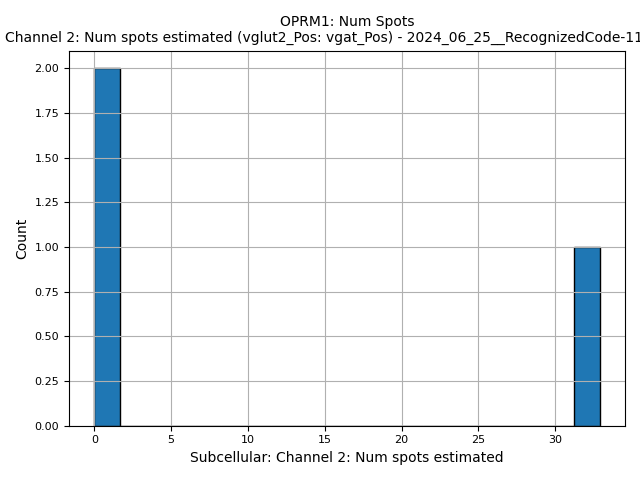 OPRM1: Num Spots
Channel 2: Num spots estimated (vglut2_Pos: vgat_Pos) - 2024_06_25__RecognizedCode-11
2.00
1.75
1.50
1.25
1.00
0.75
0.50
0.25
0.00
Count
0 5 10 15 20 25 30
Subcellular: Channel 2: Num spots estimated